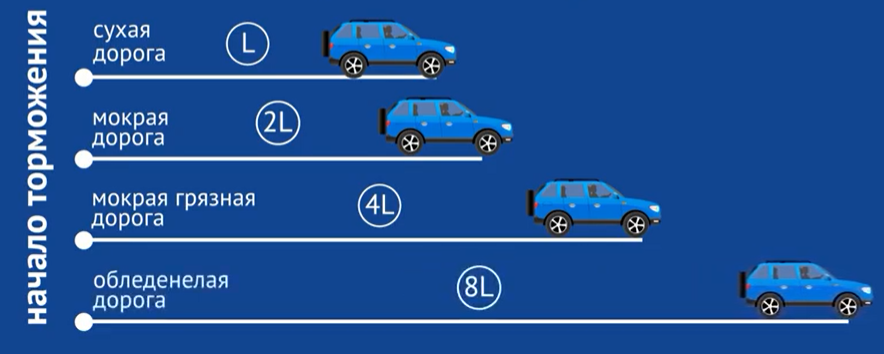 начало торможения
сухая
дорога
L
мокрая
дорога
2L
мокрая грязная
дорога
4L
обледенелая
дорога
8L